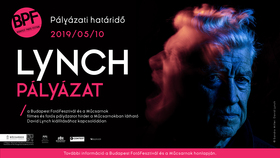 BPF
Pályázati határidő
2019/05/10
LYNCH
PÁLYÁZAT
/a Budapest FotóFesztivál és a Műcsarnok
filmes és fotós pályázatot hirdet a Műcsarnokban látható
David Lynch kiállításához kapcsolódóan.
További információ a Budapest FotóFesztivál és a Műcsarnok honlapján.